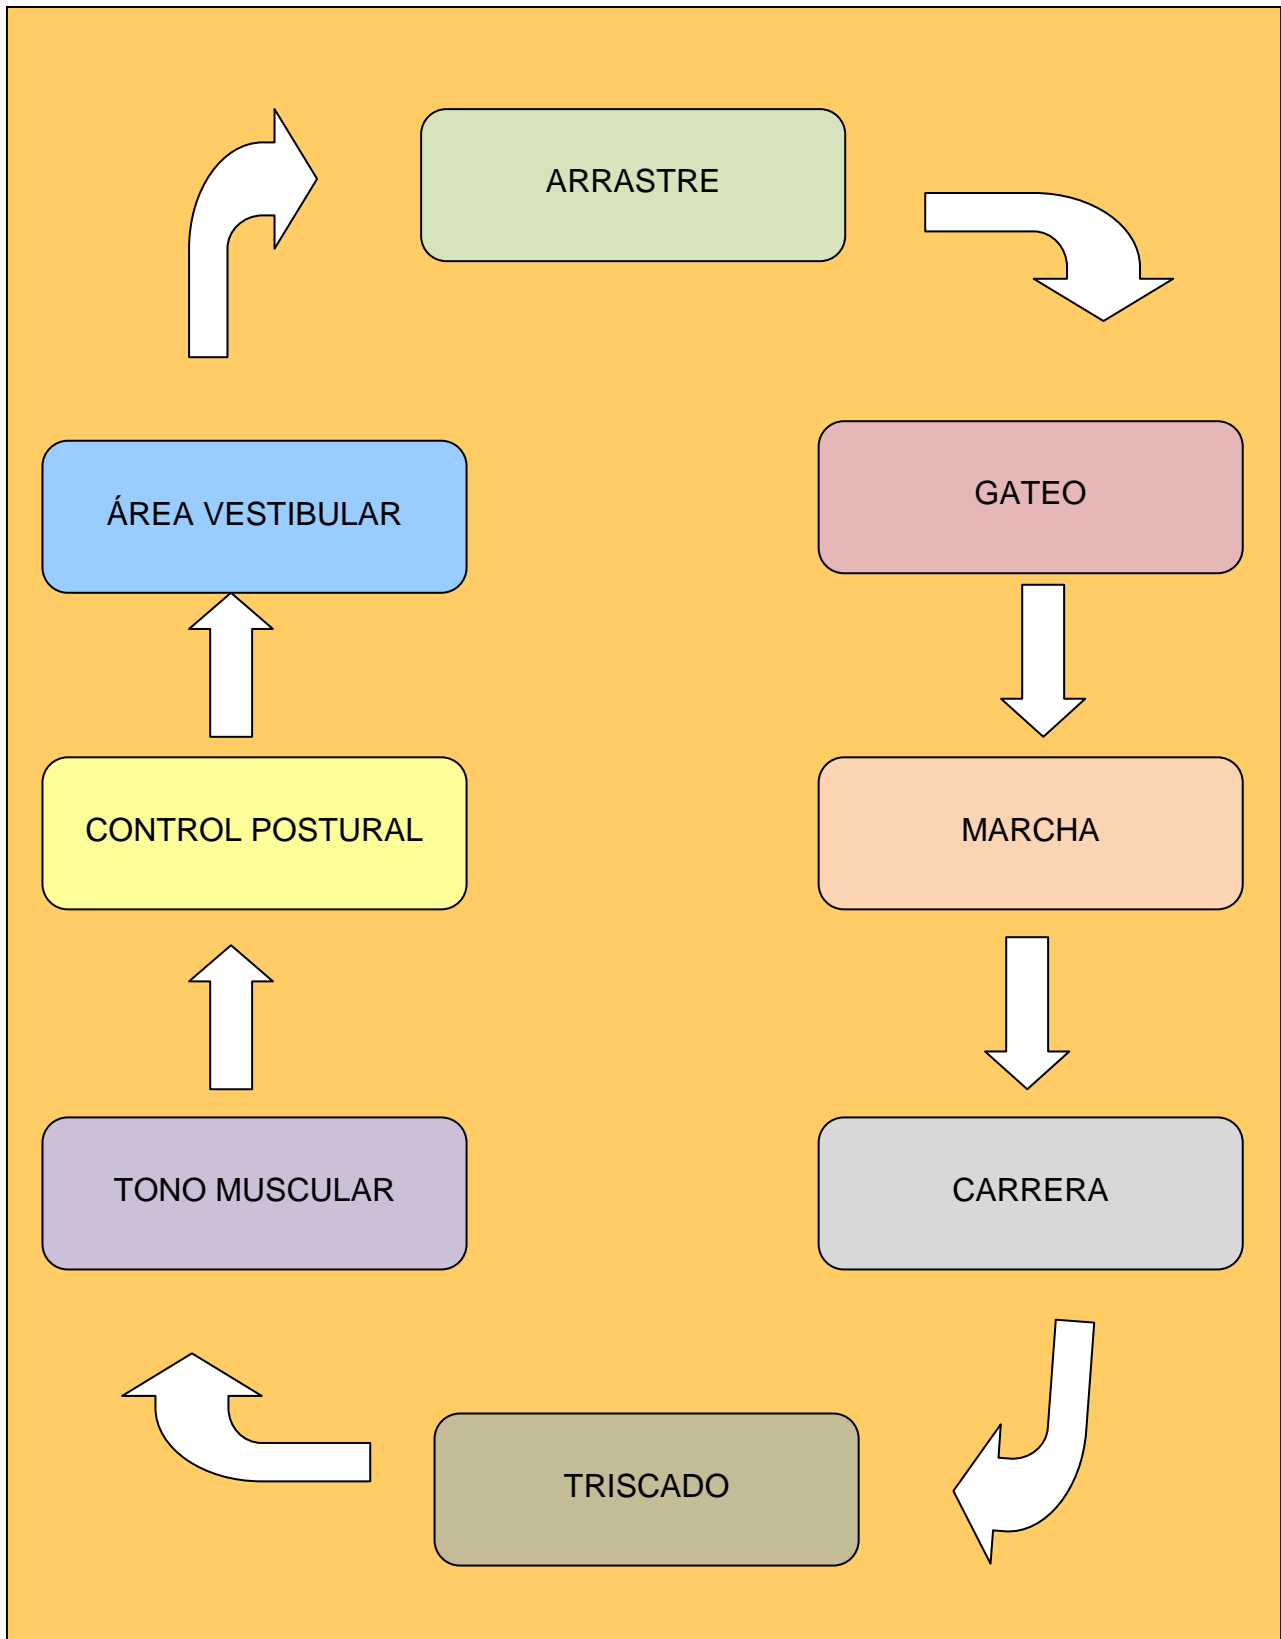 ARRASTRE
GATEO
ÁREA VESTIBULAR
CONTROL POSTURAL
MARCHA
TONO MUSCULAR
CARRERA
TRISCADO